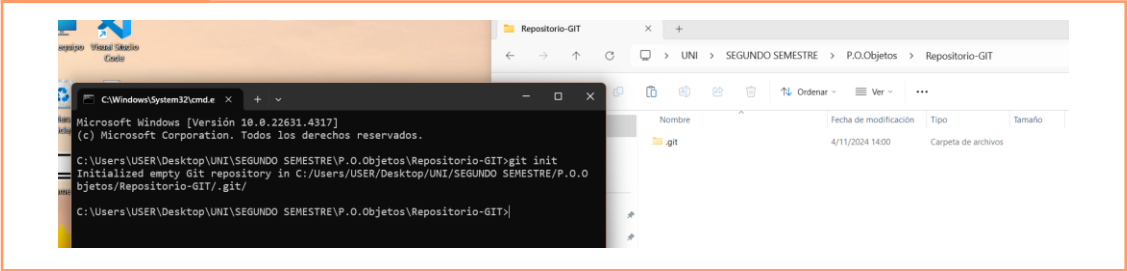 equipo Visual Studio
Code
C:\Windows\System32\cmd.e
Microsoft Windows [Versión 10.0.22631.4317]
(c) Microsoft Corporation. Todos los derechos reservados.
C:\Users\USER\Desktop\UNI\SEGUNDO SEMESTRE\P.O.Objetos\Repositorio-GIT>git init
Initialized empty Git repository in C:/Users/USER/Desktop/UNI/SEGUNDO SEMESTRE/P.O.O
bjetos/Repositorio-GIT/.git/
C:\Users\USER\Desktop\UNI\SEGUNDO SEMESTRE\P.O.Objetos\Repositorio-GIT>
Repositorio-GIT
UNI > SEGUNDO SEMESTRE > P.O.Objetos > Repositorio-GIT
Ordenar Ver
Nombre Fecha de modificación Tipo Tamaño
.git 4/11/2024 14:00 Carpeta de archivos